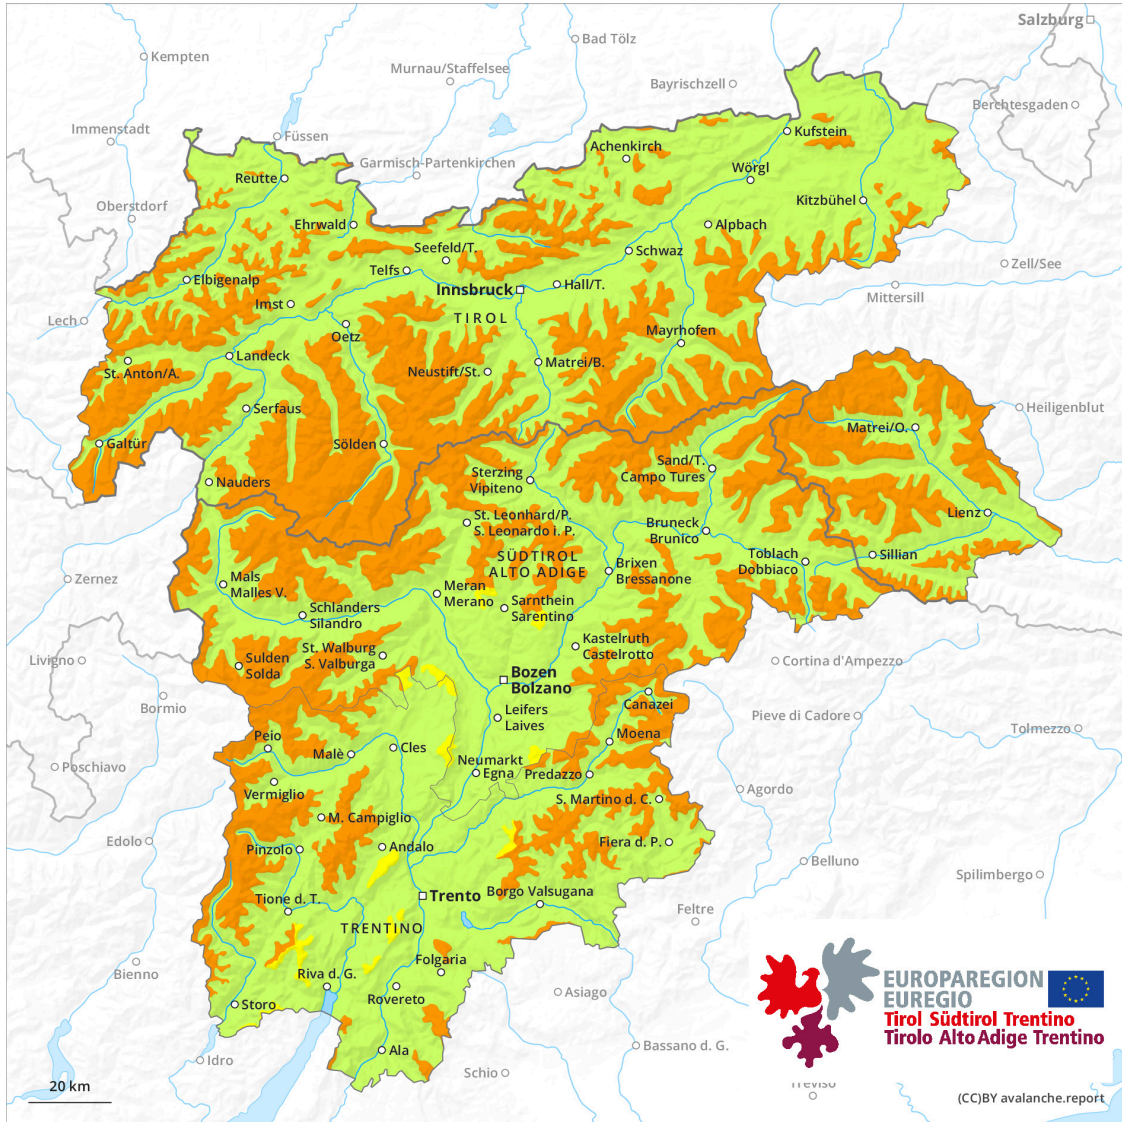 Salzburg
Bad Tölz
Kempten
Murnau/Staffelsee
Bayrischzell
Berchtesgaden
Immenstadt
Füssen
Kufstein
Achenkirch
Garmisch-Partenkirchen
Wörgl
Reutte
Oberstdorf
Kitzbühel
Ehrwald
Alpbach
Seefeld/T.
Schwaz
Telfs
Zell/See
Elbigenalp
Innsbruck
Hall/T.
Mittersill
Imst
TIROL
Lech
Oetz
Mayrhofen
Landeck
Matrei/B.
St. Anton/A.
Neustift/St.
Serfaus
Heiligenblut
Matrei/O.
Galtür
Sölden
Sand/T.
Campo Tures
Sterzing
Vipiteno
Nauders
Lienz
St. Leonhard/P.
S. Leonardo i. P.
Bruneck
Brunico
SÜDTIROL
ALTO ADIGE
Toblach
Dobbiaco
Sillian
Brixen
Bressanone
Zernez
Mals
Malles V.
Meran
Merano
Sarnthein
Sarentino
Schlanders
Silandro
Kastelruth
Castelrotto
St. Walburg
S. Valburga
Livigno
Sulden
Solda
Cortina d'Ampezzo
Bozen
Bolzano
Bormio
Canazei
Leifers
Laives
Pieve di Cadore
Tolmezzo
Peio
Moena
Malè
Cles
Neumarkt
Egna
Predazzo
Poschiavo
Vermiglio
Agordo
S. Martino d. C.
M. Campiglio
Edolo
Pinzolo
Andalo
Fiera d. P.
Belluno
Spilimbergo
Trento
Borgo Valsugana
Tione d. T.
Feltre
TRENTINO
Folgaria
Bienno
Riva d. G.
Rovereto
Asiago
Storo
EUROPAREGION
EUREGIO
Tirol Südtirol Trentino
Tirolo Alto Adige Trentino
Ala
Bassano d. G.
Idro
Schio
20 km
Treviso
(CC)BY avalanche.report